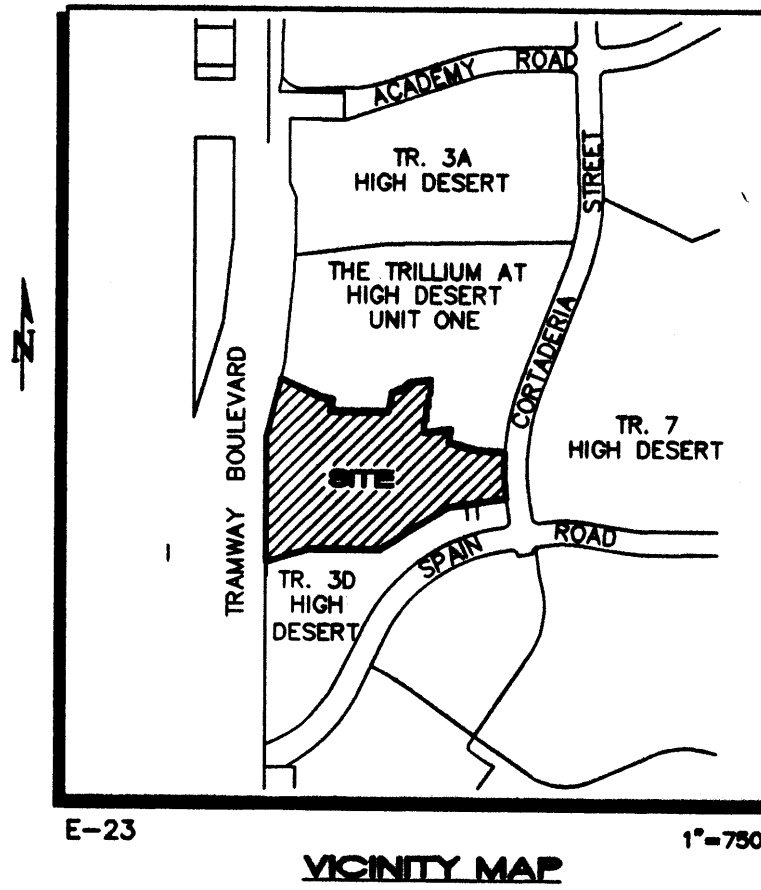 ACADEMY ROAD
STREET
TR. 3A
HIGH DESERT
THE TRILLIUM AT
HIGH DESERT
UNIT ONE
CORTADERIA
N
TRAMWAY BOULEVARD
SITE
TR. 7
HIGH DESERT
SPAIN ROAD
TR. 3D
HIGH
DESERT
E-23
1"=750
VICINITY MAP